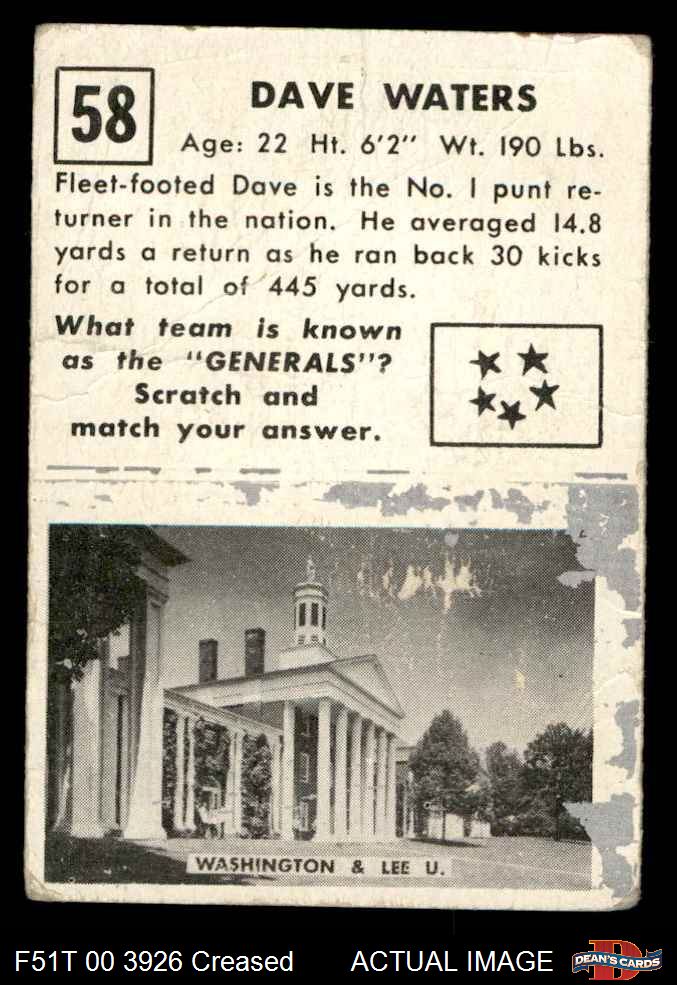 58
DAVE WATERS
Age: 22 Ht. 6'2" Wt. 190 Lbs.
Fleet-footed Dave is the No. 1 punt re-
turner in the nation. He averaged 14.8
yards a return as he ran back 30 kicks
for a total of 445 yards.
What team is known
as the "GENERALS"?
Scratch and
match your answer.
WASHINGTON & LEE U.
F51T 00 3926 Creased ACTUAL IMAGE
D
DEAN'S CARDS